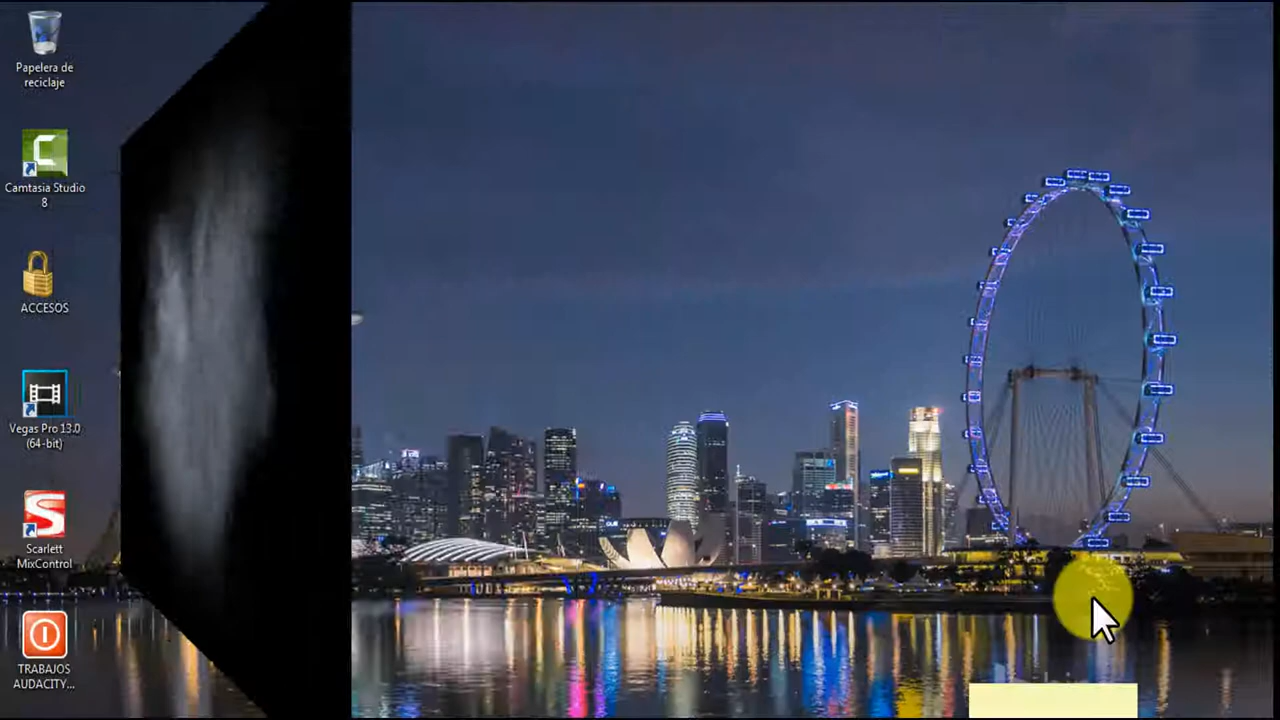 Papelera de
reciclaje
Camtasia Studio
8
ACCESOS
Vegas Pro 13.0
(64-bit)
Scarlett
MixControl
TRABAJOS
AUDACITY...